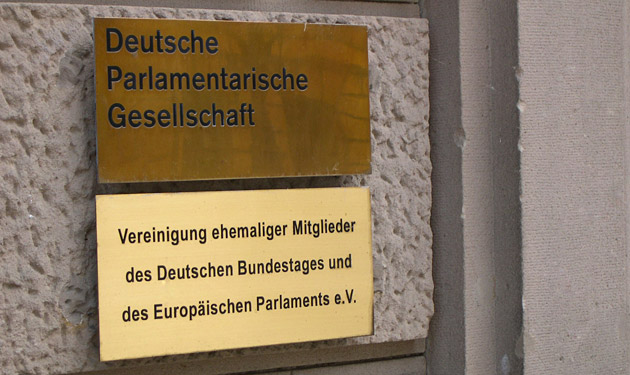 Deutsche
Parlamentarische
Gesellschaft
Vereinigung ehemaliger Mitglieder
des Deutschen Bundestages und
des Europäischen Parlaments e.V.